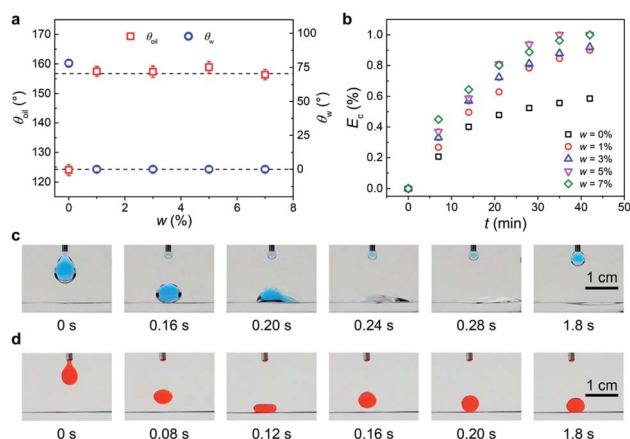 a
θoil
θw
θoil (°)
160
150
140
130
120
θw (°)
100
75
50
25
0
-25
0
2
4
6
8
w (%)
b
Ec (%)
1.0
0.8
0.6
0.4
0.2
0.0
w = 0%
w = 1%
w = 3%
w = 5%
w = 7%
0
10
20
30
40
50
t (min)
c
1 cm
0 s
0.16 s
0.20 s
0.24 s
0.28 s
1.8 s
d
1 cm
0 s
0.08 s
0.12 s
0.16 s
0.20 s
1.8 s